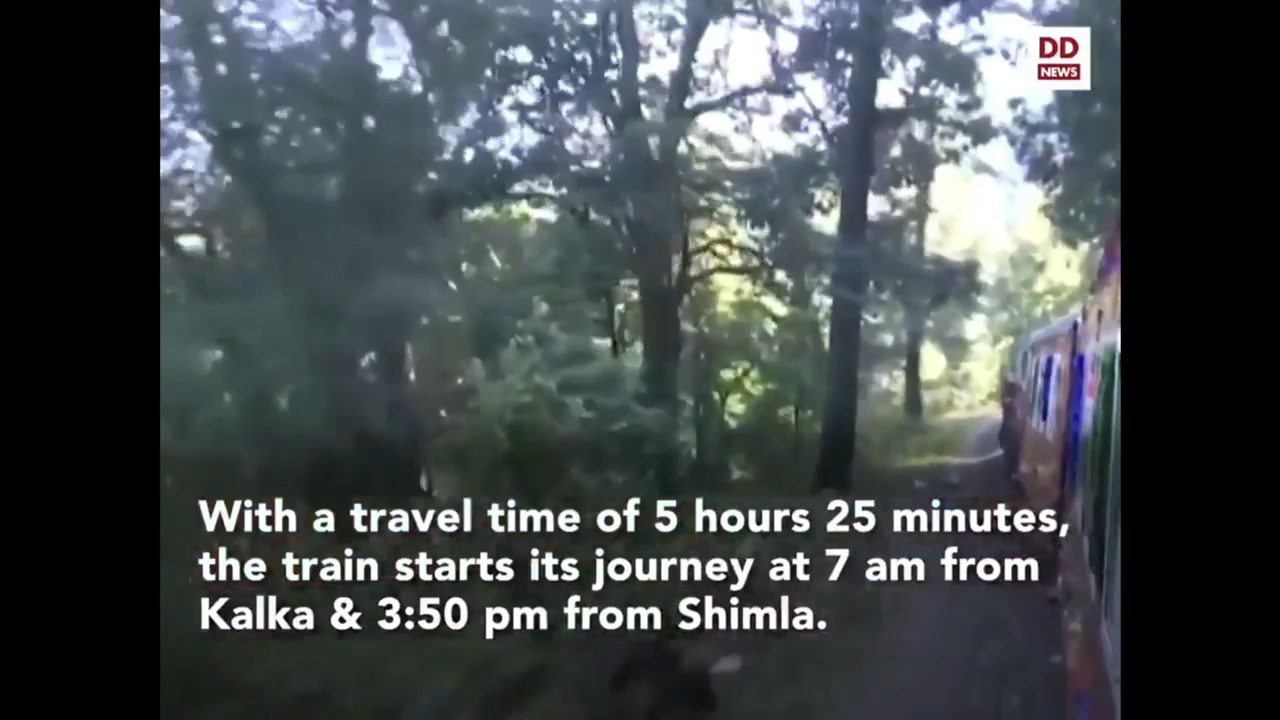 DD
NEWS
With a travel time of 5 hours 25 minutes,
the train starts its journey at 7 am from
Kalka & 3:50 pm from Shimla.